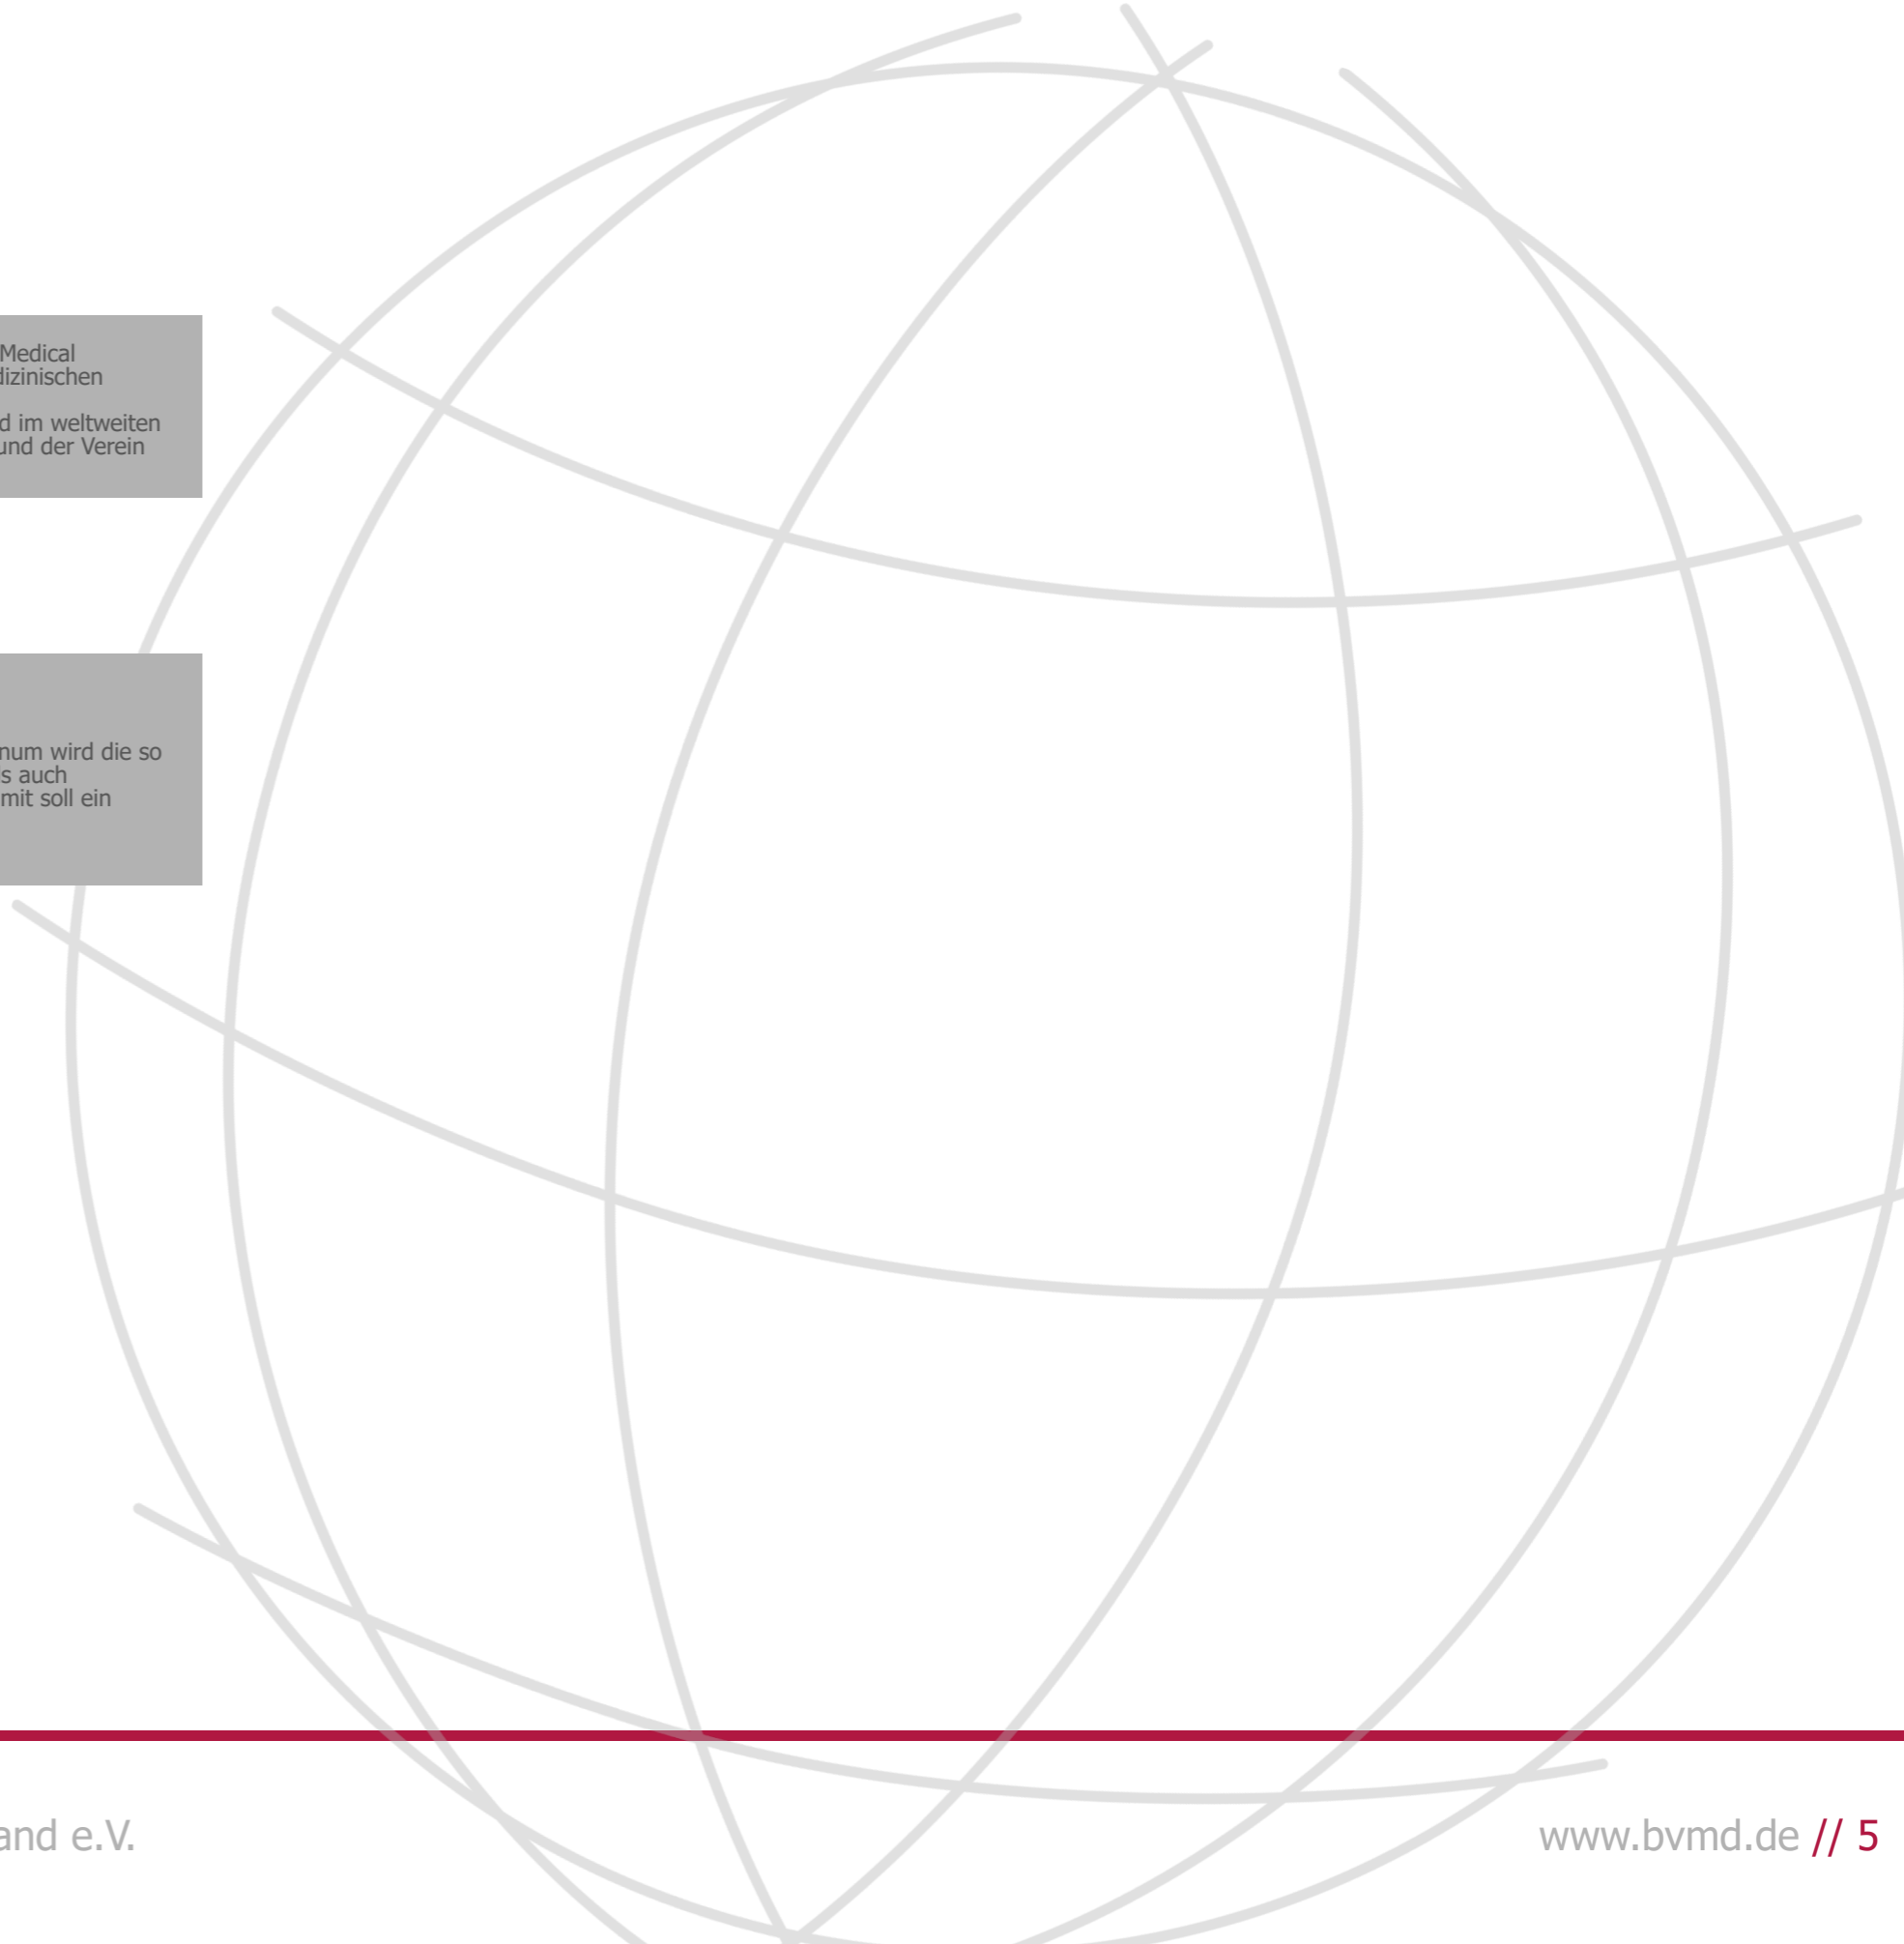 Medical
dizinischen
d im weltweiten
und der Verein
num wird die so
s auch
mit soll ein
and e.V.
www.bvmd.de // 5